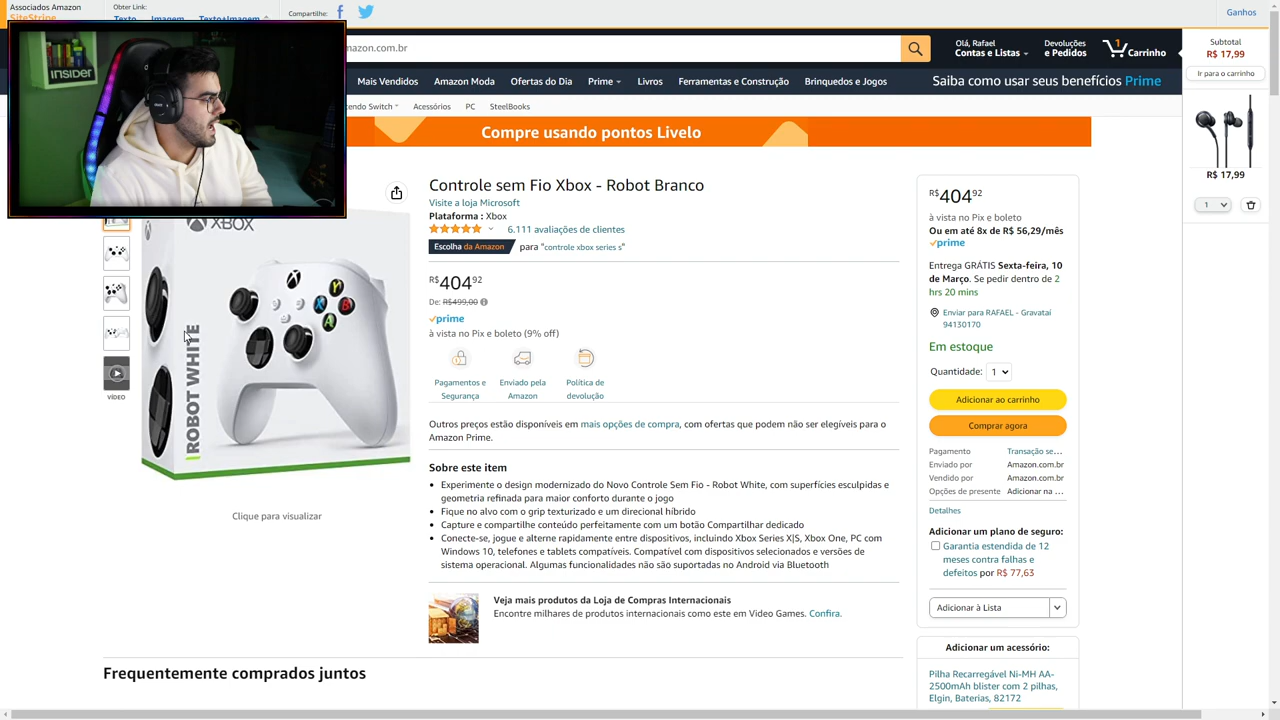 Associados Amazon
SiteStripe
Obter Link:
Texto
Imagem
Texto+Imagem
Compartilhe:
Ganhos
INSIDER
mazon.com.br
Olá, Rafael
Contas e Listas
Devoluções
e Pedidos
1
Carrinho
Subtotal
R$ 17,99
Ir para o carrinho
R$ 17,99
1
Mais Vendidos
Amazon Moda
Ofertas do Dia
Prime
Livros
Ferramentas e Construção
Brinquedos e Jogos
Saiba como usar seus benefícios Prime
endo Switch
Acessórios
PC
SteelBooks
Compre usando pontos Livelo
XBOX
ROBOT WHITE
Y
X
B
A
VÍDEO
Clique para visualizar
Controle sem Fio Xbox - Robot Branco
Visite a loja Microsoft
Plataforma : Xbox
6.111 avaliações de clientes
Escolha da Amazon
para "controle xbox series s"
R$ 404 92
De: R$499,00
prime
à vista no Pix e boleto (9% off)
Pagamentos e
Segurança
Enviado pela
Amazon
Política de
devolução
Outros preços estão disponíveis em mais opções de compra, com ofertas que podem não ser elegíveis para o
Amazon Prime.
Sobre este item
Experimente o design modernizado do Novo Controle Sem Fio - Robot White, com superfícies esculpidas e
geometria refinada para maior conforto durante o jogo
Fique no alvo com o grip texturizado e um direcional híbrido
Capture e compartilhe conteúdo perfeitamente com um botão Compartilhar dedicado
Conecte-se, jogue e alterne rapidamente entre dispositivos, incluindo Xbox Series X|S, Xbox One, PC com
Windows 10, telefones e tablets compatíveis. Compatível com dispositivos selecionados e versões de
sistema operacional. Algumas funcionalidades não são suportadas no Android via Bluetooth
Veja mais produtos da Loja de Compras Internacionais
Encontre milhares de produtos internacionais como este em Vídeo Games. Confira.
Frequentemente comprados juntos
R$ 404 92
à vista no Pix e boleto
Ou em até 8x de R$ 56,29/mês
prime
Entrega GRÁTIS Sexta-feira, 10
de Março. Se pedir dentro de 2
hrs 20 mins
Enviar para RAFAEL - Gravataí
94130170
Em estoque
Quantidade: 1
Adicionar ao carrinho
Comprar agora
Pagamento
Transação se...
Enviado por
Amazon.com.br
Vendido por
Amazon.com.br
Opções de presente
Adicionar na ...
Detalhes
Adicionar um plano de seguro:
Garantia estendida de 12
meses contra falhas e
defeitos por R$ 77,63
Adicionar à Lista
Adicionar um acessório:
Pilha Recarregável Ni-MH AA-
2500mAh blister com 2 pilhas,
Elgin, Baterias, 82172